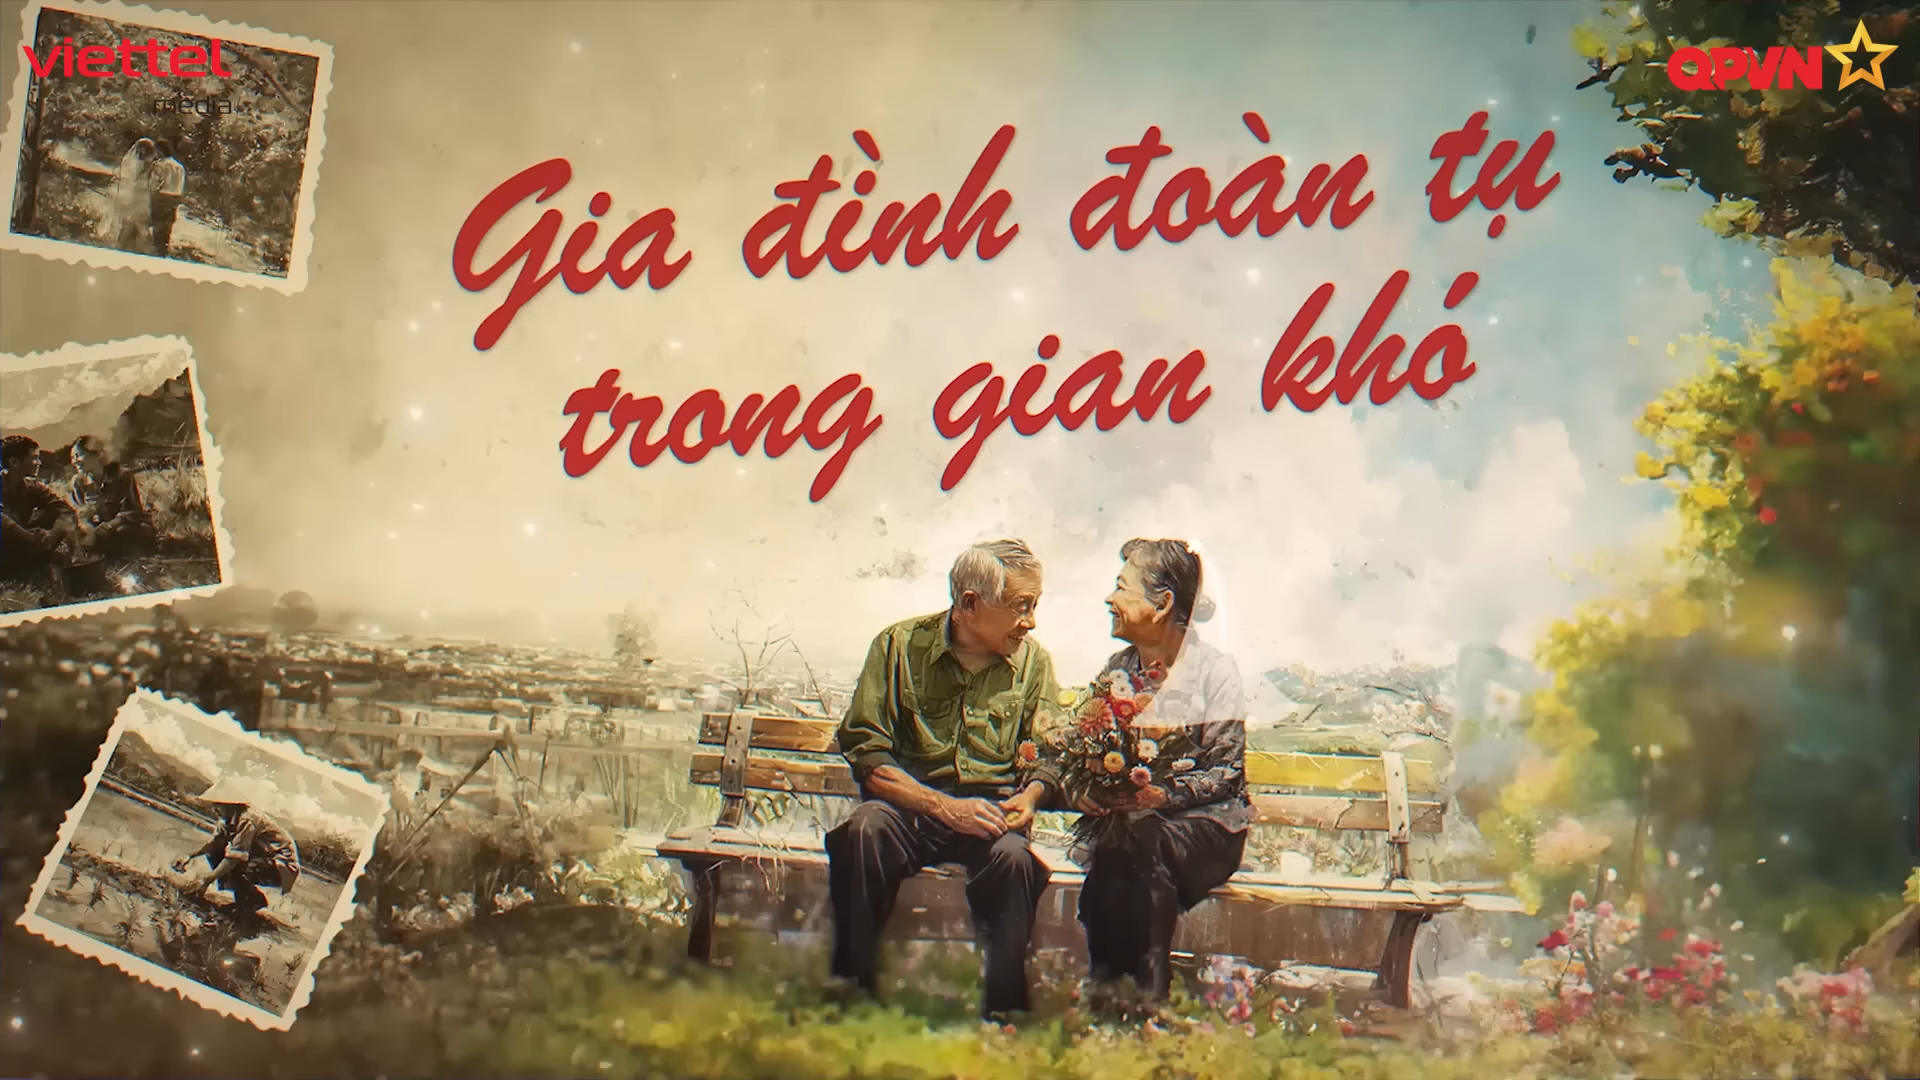 viettel
media
QPVN
Gia đình đoàn tụ
trong gian khó